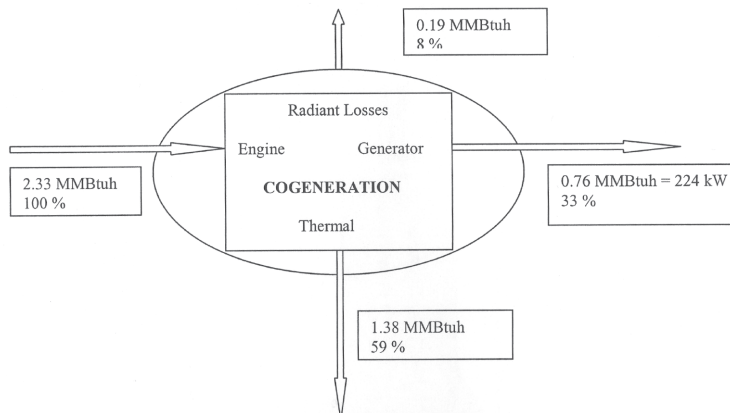 0.19 MMBtuh
8 %
Radiant Losses
Engine Generator
2.33 MMBtuh
100 %
COGENERATION
0.76 MMBtuh = 224 kW
33 %
Thermal
1.38 MMBtuh
59 %